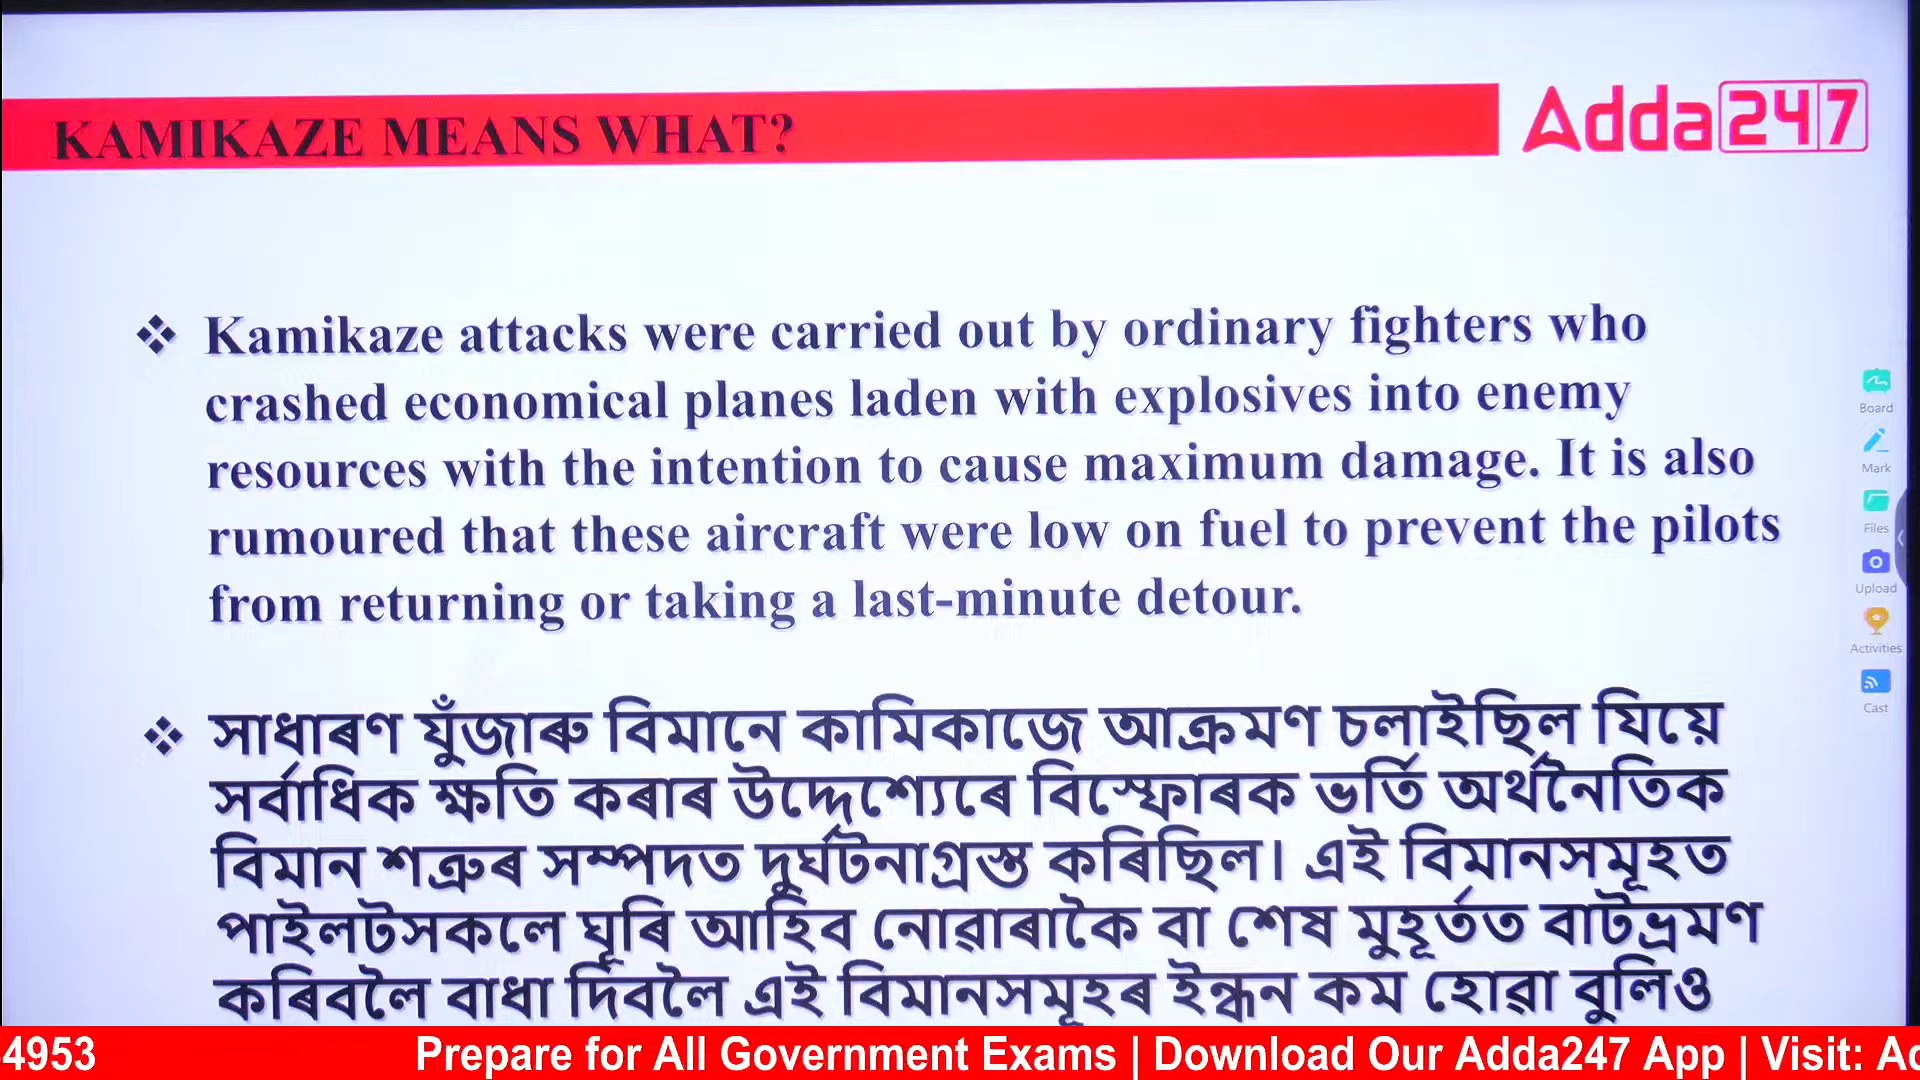 KAMIKAZE MEANS WHAT?
Adda247
❖ Kamikaze attacks were carried out by ordinary fighters who
crashed economical planes laden with explosives into enemy
resources with the intention to cause maximum damage. It is also
rumoured that these aircraft were low on fuel to prevent the pilots
from returning or taking a last-minute detour.
❖ সাধাৰণ যুঁজাৰু বিমানে কামিকাজে আক্ৰমণ চলাইছিল যিয়ে
সৰ্বাধিক ক্ষতি কৰাৰ উদ্দেশ্যেৰে বিস্ফোৰক ভৰ্তি অৰ্থনৈতিক
বিমান শত্ৰুৰ সম্পদত দুৰ্ঘটনাগ্ৰস্ত কৰিছিল। এই বিমানসমূহত
পাইলটসকলে ঘূৰি আহিব নোৱাৰাকৈ বা শেষ মুহূৰ্তত বাটভ্ৰমণ
কৰিবলৈ বাধা দিবলৈ এই বিমানসমূহৰ ইন্ধন কম হোৱা বুলিও
Board
Mark
Files
Upload
Activities
Cast
4953 Prepare for All Government Exams | Download Our Adda247 App | Visit: Ad